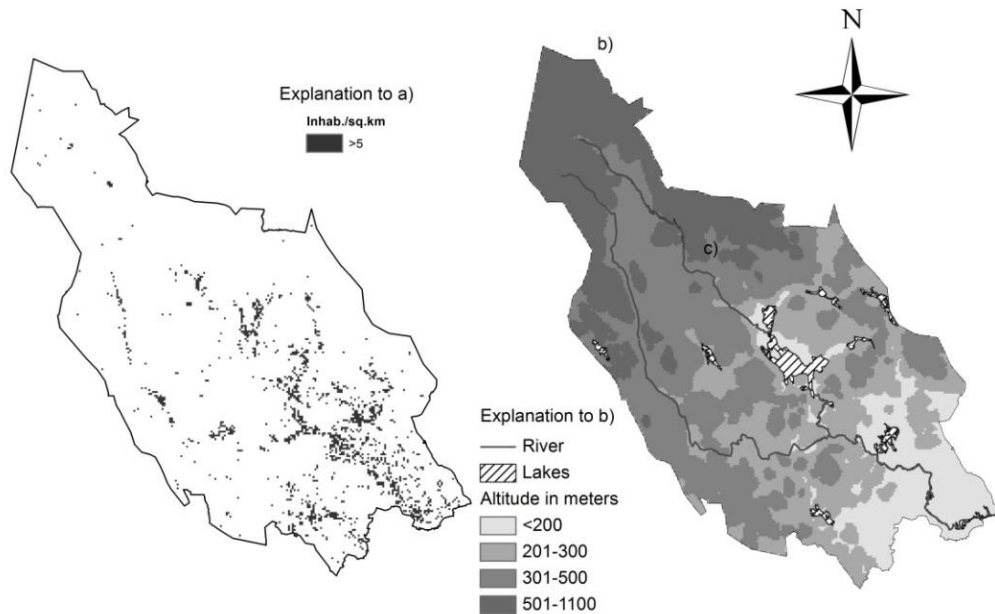 N
b)
Explanation to a)
Inhab./sq.km
>5
c)
Explanation to b)
River
Lakes
Altitude in meters
<200
201-300
301-500
501-1100